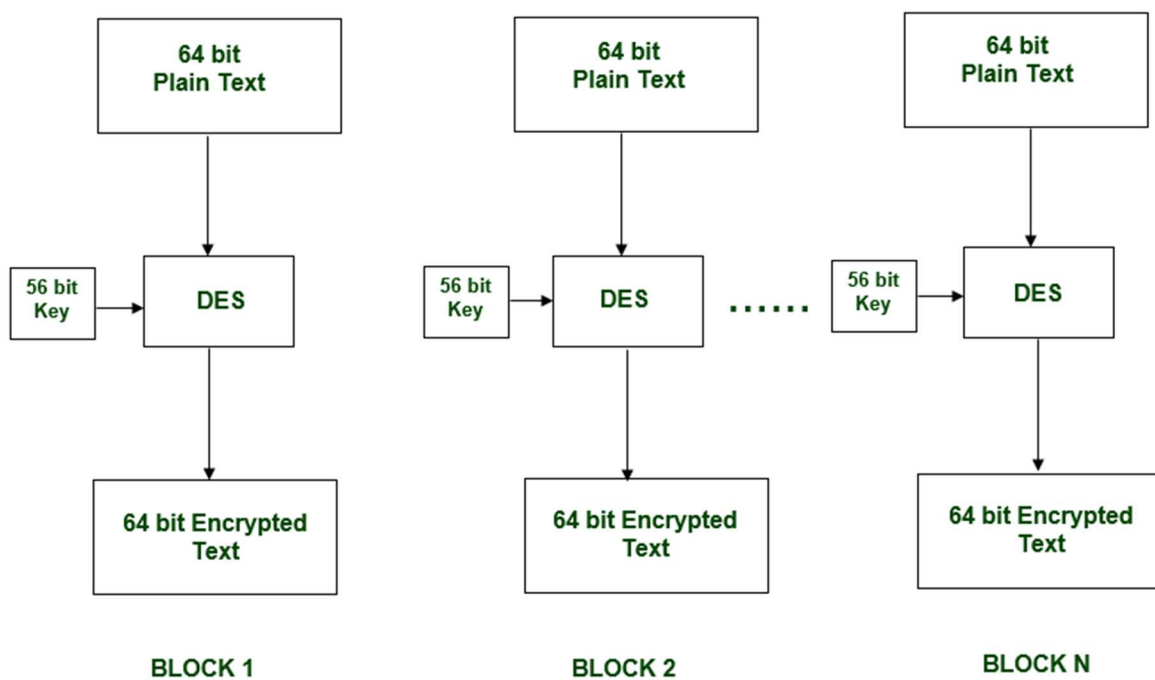 64 bit
Plain Text
64 bit
Plain Text
64 bit
Plain Text
56 bit
Key
DES
56 bit
Key
DES
......
56 bit
Key
DES
64 bit Encrypted
Text
64 bit Encrypted
Text
64 bit Encrypted
Text
BLOCK 1
BLOCK 2
BLOCK N